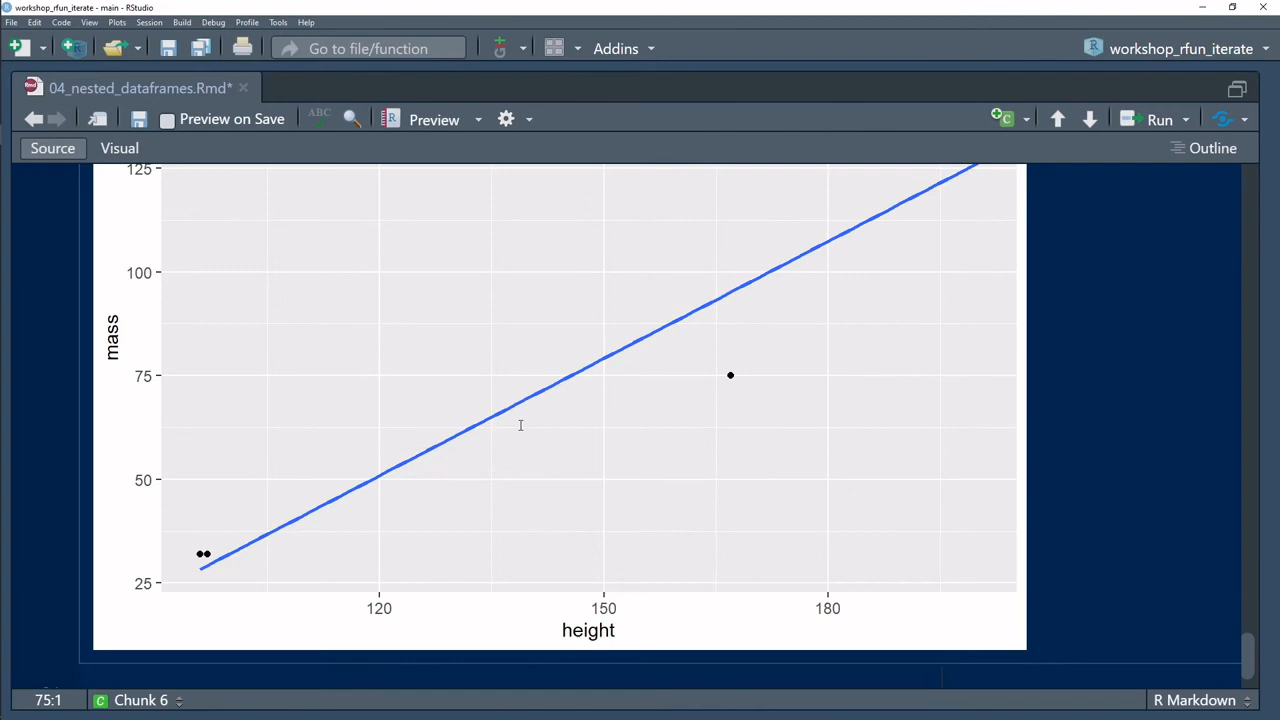 workshop_rfun_iterate - main - RStudio
File Edit Code View Plots Session Build Debug Profile Tools Help
Go to file/function Addins workshop_rfun_iterate
04_nested_dataframes.Rmd*
Preview on Save ABC Preview Run
Source Visual Outline
125
100
mass
75
50
25
120 150 180
height
75:1 Chunk 6 R Markdown